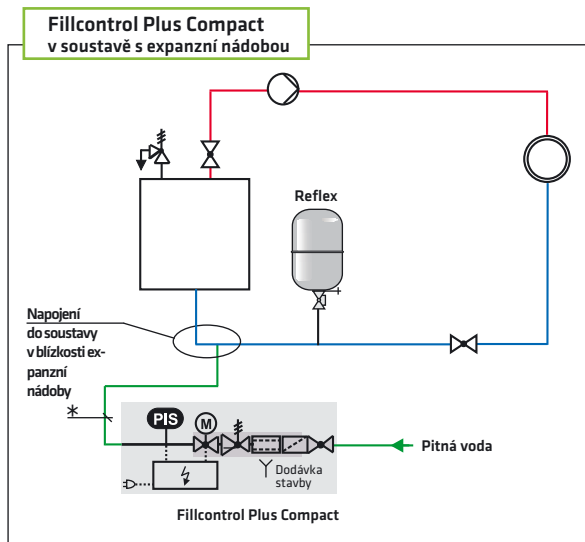 Fillcontrol Plus Compact
v soustavě s expanzní nádobou
Reflex
Napojení
do soustavy
v blízkosti ex-
panzní
nádoby
PIS
M
Pitná voda
Dodávka
stavby
Fillcontrol Plus Compact